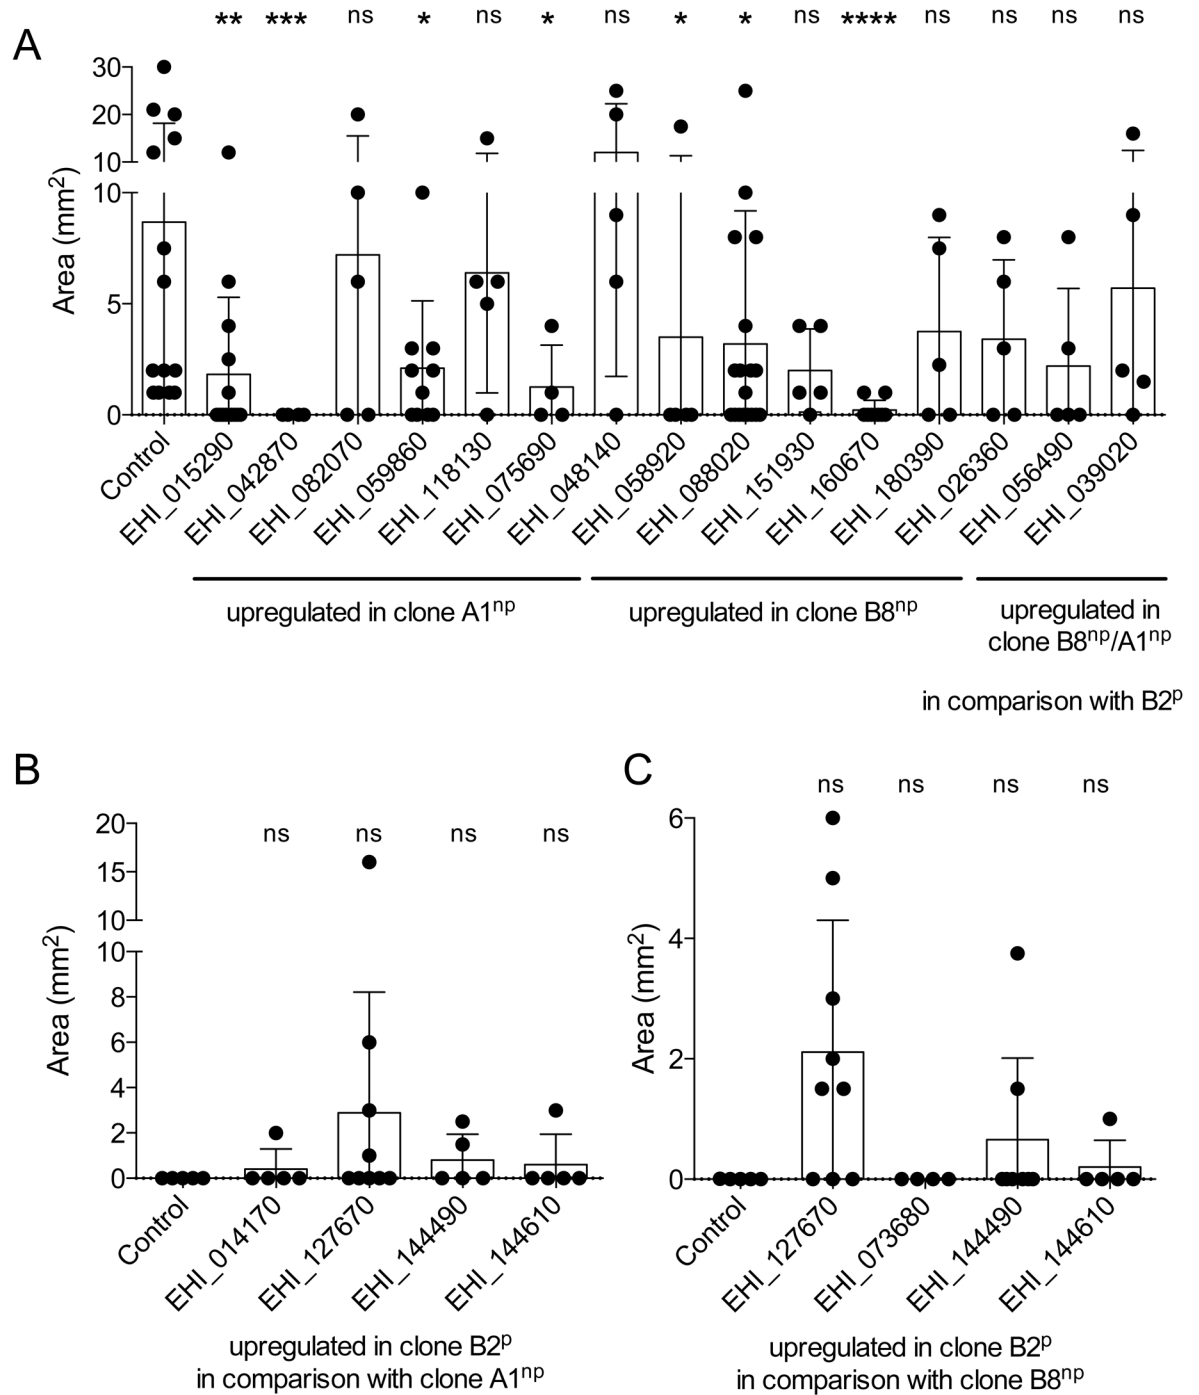 ** *** ns * ns * ns * * ns **** ns ns ns ns
A
30
20
10
10
5
0
Area (mm²)
Control EHI_015290 EHI_042870 EHI_082070 EHI_059860 EHI_118130 EHI_075690 EHI_048140 EHI_058920 EHI_088020 EHI_151930 EHI_160670 EHI_180390 EHI_026360 EHI_056490 EHI_039020
upregulated in clone A1ⁿᵖ
upregulated in clone B8ⁿᵖ
upregulated in
clone B8ⁿᵖ/A1ⁿᵖ
in comparison with B2ᵖ
B
ns ns ns ns
20
15
10
10
8
6
4
2
0
Area (mm²)
Control EHI_014170 EHI_127670 EHI_144490 EHI_144610
upregulated in clone B2ᵖ
in comparison with clone A1ⁿᵖ
C
ns ns ns ns
6
4
2
0
Area (mm²)
Control EHI_127670 EHI_073680 EHI_144490 EHI_144610
upregulated in clone B2ᵖ
in comparison with clone B8ⁿᵖ